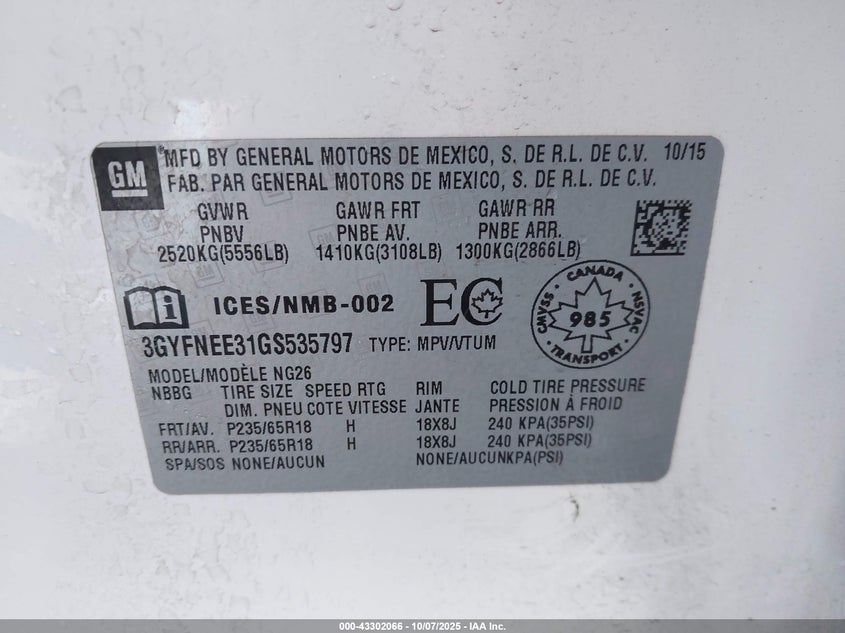 GM
MFD BY GENERAL MOTORS DE MEXICO, S. DE R.L. DE C.V. 10/15
FAB. PAR GENERAL MOTORS DE MEXICO, S. DE R.L. DE C.V.
GVWR GAWR FRT GAWR RR
PNBV PNBE AV. PNBE ARR.
2520KG(5556LB) 1410KG(3108LB) 1300KG(2866LB)
ICES/NMB-002 EC
CANADA
CMVSS 985 NSVAC
TRANSPORT
3GYFNEE31GS535797 TYPE: MPV/VTUM
MODEL/MODÈLE NG26
NBBG TIRE SIZE SPEED RTG RIM COLD TIRE PRESSURE
DIM. PNEU COTE VITESSE JANTE PRESSION À FROID
FRT/AV. P235/65R18 H 18X8J 240 KPA(35PSI)
RR/ARR. P235/65R18 H 18X8J 240 KPA(35PSI)
SPA/SOS NONE/AUCUN NONE/AUCUNKPA(PSI)
000-43302066 - 10/07/2025 - IAA Inc.